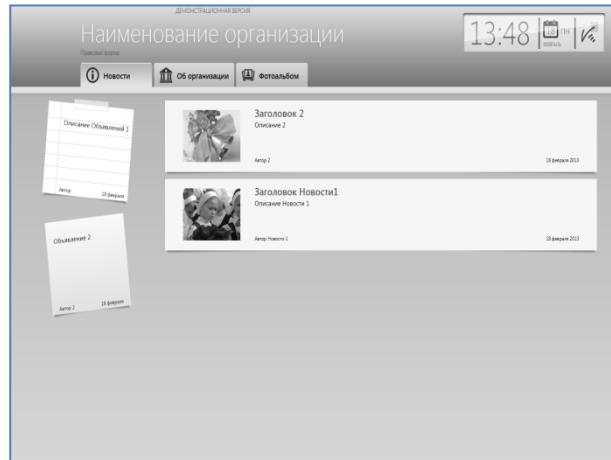 ДЕМОНСТРАЦИОННАЯ ВЕРСИЯ
Наименование организации
Правовая форма
13:48
18
ПН
ФЕВРАЛЬ
Новости
Об организации
Фотоальбом
Описание Объявлений 1
Автор
18 февраля
Объявление 2
Автор 2
18 февраля
Заголовок 2
Описание 2
Автор 2
18 февраля 2013
Заголовок Новости1
Описание Новости 1
Автор Новости 1
18 февраля 2013